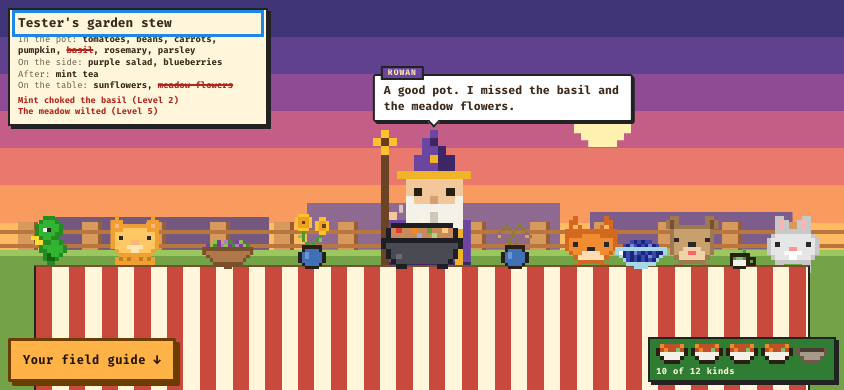 Tester's garden stew
In the pot: tomatoes, beans, carrots,
pumpkin, basil, rosemary, parsley
On the side: purple salad, blueberries
After: mint tea
On the table: sunflowers, meadow flowers
Mint choked the basil (Level 2)
The meadow wilted (Level 5)
ROWAN
A good pot. I missed the basil and
the meadow flowers.
Your field guide ↓
10 of 12 kinds